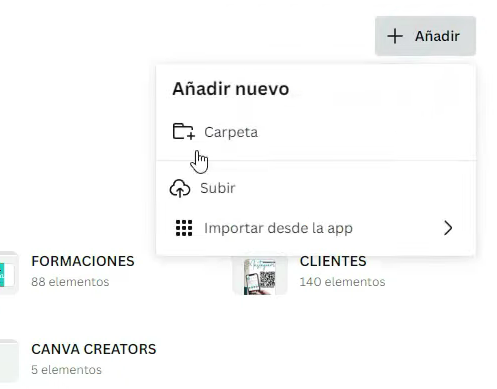 Añadir
Añadir nuevo
Carpeta
Subir
Importar desde la app
FORMACIONES
88 elementos
CLIENTES
140 elementos
CANVA CREATORS
5 elementos